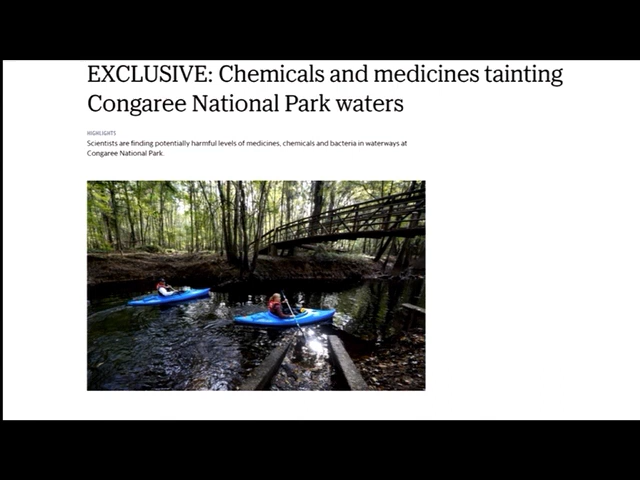 EXCLUSIVE: Chemicals and medicines tainting
Congaree National Park waters
HIGHLIGHTS
Scientists are finding potentially harmful levels of medicines, chemicals and bacteria in waterways at
Congaree National Park.